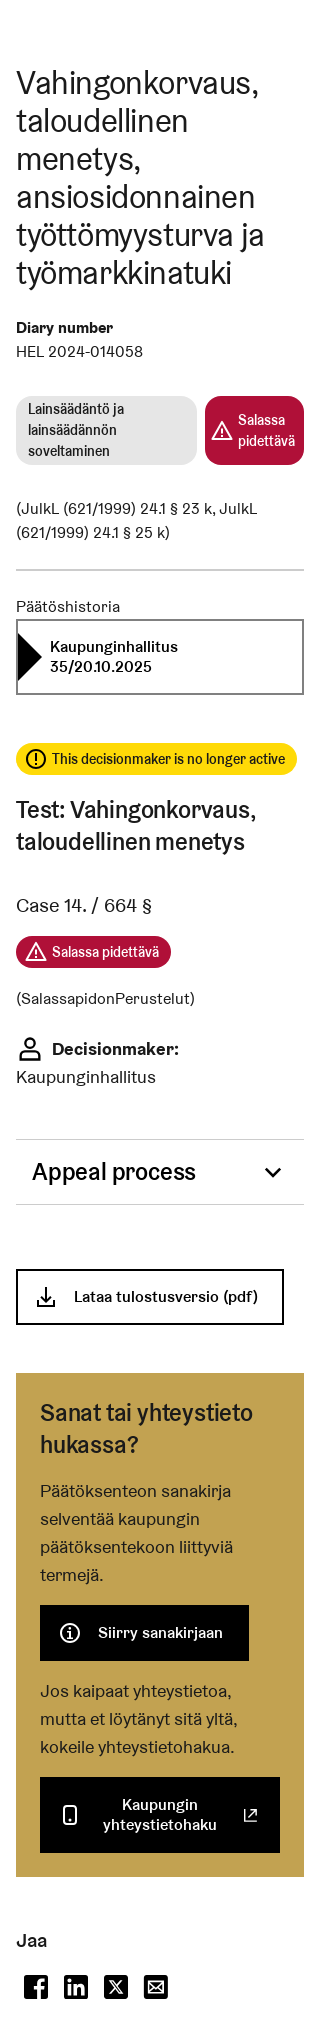 Vahingonkorvaus,
taloudellinen
menetys,
ansiosidonnainen
työttömyysturva ja
työmarkkinatuki
Diary number
HEL 2024-014058
Lainsäädäntö ja
lainsäädännön
soveltaminen
Salassa
pidettävä
(JulkL (621/1999) 24.1 § 23 k, JulkL
(621/1999) 24.1 § 25 k)
Päätöshistoria
Kaupunginhallitus
35/20.10.2025
This decisionmaker is no longer active
Test: Vahingonkorvaus,
taloudellinen menetys
Case 14. / 664 §
Salassa pidettävä
(SalassapidonPerustelut)
Decisionmaker:
Kaupunginhallitus
Appeal process
Lataa tulostusversio (pdf)
Sanat tai yhteystieto
hukassa?
Päätöksenteon sanakirja
selventää kaupungin
päätöksentekoon liittyviä
termejä.
Siirry sanakirjaan
Jos kaipaat yhteystietoa,
mutta et löytänyt sitä yltä,
kokeile yhteystietohakua.
Kaupungin
yhteystietohaku
Jaa